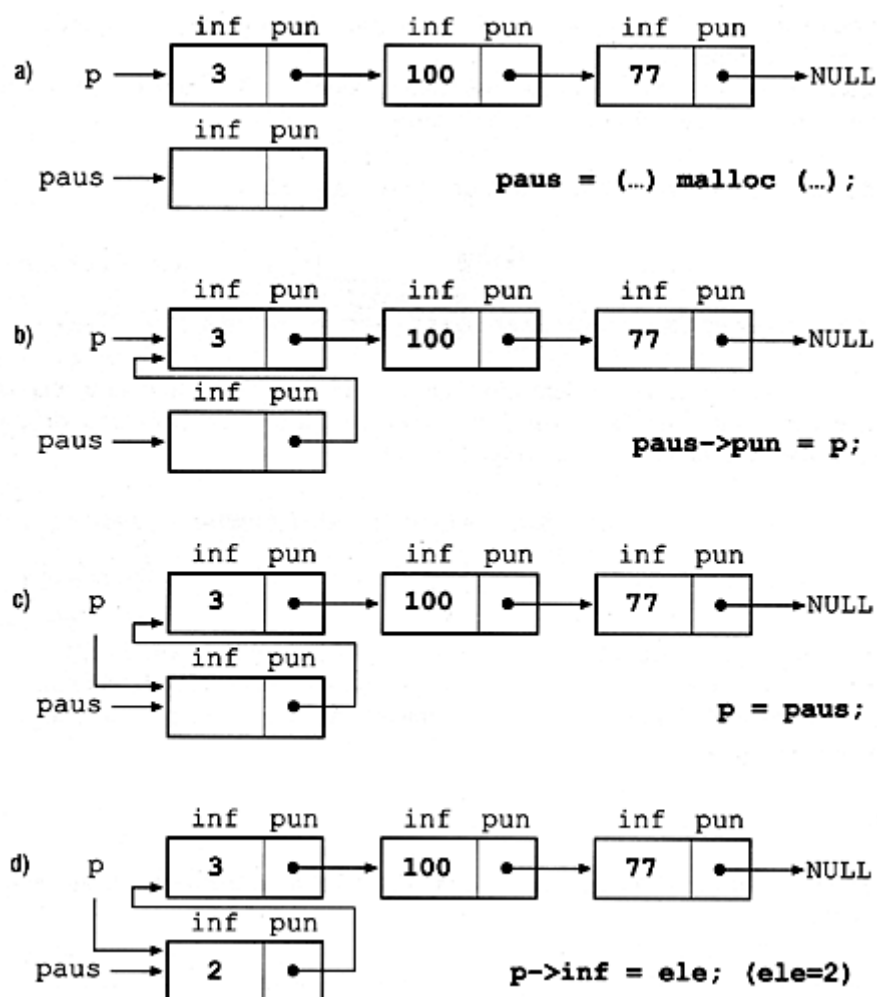 inf pun inf pun inf pun
a) p 3 100 77 NULL
inf pun
paus paus = (…) malloc (…);
inf pun inf pun inf pun
b) p 3 100 77 NULL
inf pun
paus paus->pun = p;
inf pun inf pun inf pun
c) p 3 100 77 NULL
inf pun
paus p = paus;
inf pun inf pun inf pun
d) p 3 100 77 NULL
inf pun
paus 2 p->inf = ele; (ele=2)